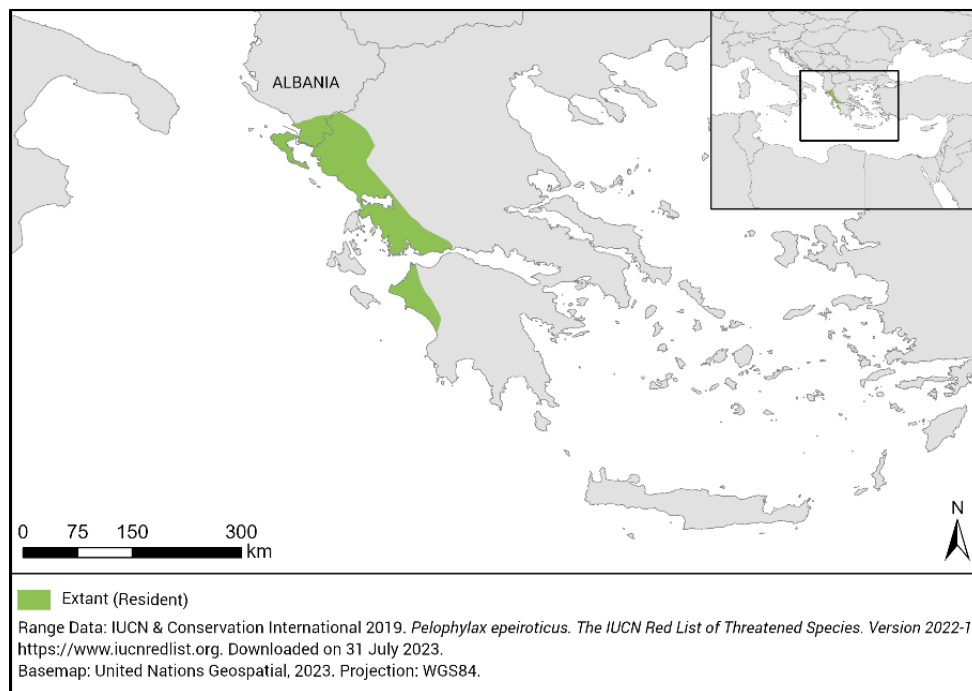 ALBANIA
N
0 75 150 300
km
Extant (Resident)
Range Data: IUCN & Conservation International 2019. Pelophylax epeiroticus. The IUCN Red List of Threatened Species. Version 2022-1
https://www.iucnredlist.org. Downloaded on 31 July 2023.
Basemap: United Nations Geospatial, 2023. Projection: WGS84.